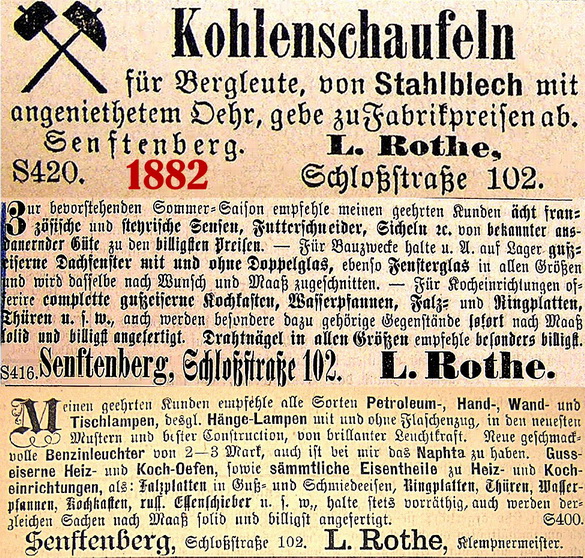 Kohlenschaufeln
für Bergleute, von Stahlblech mit
angeniethetem Oehr, gebe zu Fabrikpreisen ab.
Senftenberg. L. Rothe,
S420. 1882 Schloßstraße 102.
Zur bevorstehenden Sommer-Saison empfehle meinen geehrten Kunden ächt fran-
zösische und steyrische Sensen, Futterschneider, Sicheln ꝛc. von bekannter aus-
dauernder Güte zu den billigsten Preisen. — Für Bauzwecke halte u. A. auf Lager guß-
eiserne Dachfenster mit und ohne Doppelglas, ebenso Fensterglas in allen Größen
und wird dasselbe nach Wunsch und Maaß zugeschnitten. — Für Kocheinrichtungen of-
ferire complette gußeiserne Kochkasten, Wasserpfannen, Falz- und Ringplatten,
Thüren u. s. w., auch werden besondere dazu gehörige Gegenstände sofort nach Maaß
solid und billigst angefertigt. Drahtnägel in allen Größen empfehle besonders billigst.
S416. Senftenberg, Schloßstraße 102. L. Rothe.
Meinen geehrten Kunden empfehle alle Sorten Petroleum-, Hand-, Wand- und
Tischlampen, desgl. Hänge-Lampen mit und ohne Flaschenzug, in den neuesten
Mustern und bester Construction, von brillanter Leuchtkraft. Neue geschmack-
volle Benzinleuchter von 2—3 Mark, auch ist bei mir das Naphta zu haben. Guss-
eiserne Heiz- und Koch-Oefen, sowie sämmtliche Eisentheile zu Heiz- und Koch-
einrichtungen, als: Falzplatten in Guß- und Schmiedeeisen, Ringplatten, Thüren, Wasser-
pfannen, Kochkasten, russ. Essenschieber u. s. w., halte stets vorräthig, auch werden der-
gleichen Sachen nach Maaß solid und billigst angefertigt. S400.
Senftenberg, Schloßstraße 102. L. Rothe, Klempnermeister.